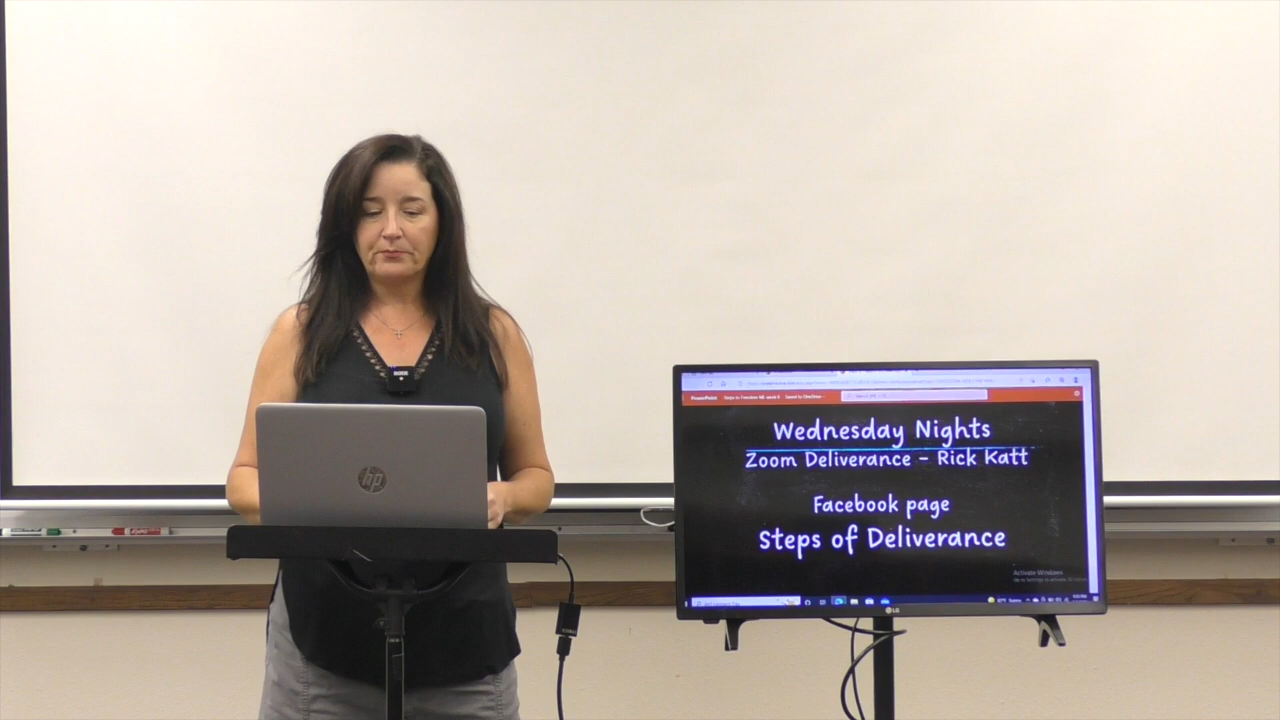 PowerPoint
Wednesday Nights
Zoom Deliverance - Rick Katt
Facebook page
Steps of Deliverance
Activate Windows
hp
LG